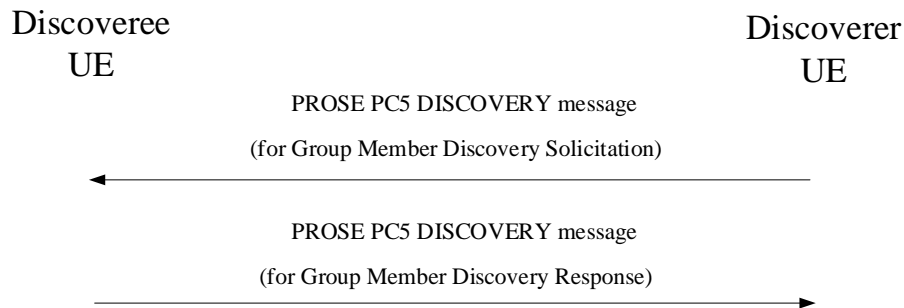 Discoveree
UE
Discoverer
UE
PROSE PC5 DISCOVERY message
(for Group Member Discovery Solicitation)
PROSE PC5 DISCOVERY message
(for Group Member Discovery Response)